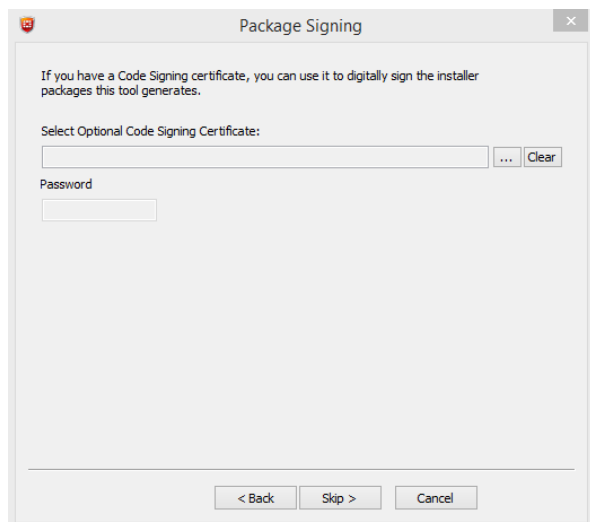 Package Signing
If you have a Code Signing certificate, you can use it to digitally sign the installer
packages this tool generates.
Select Optional Code Signing Certificate:
... Clear
Password
< Back Skip > Cancel